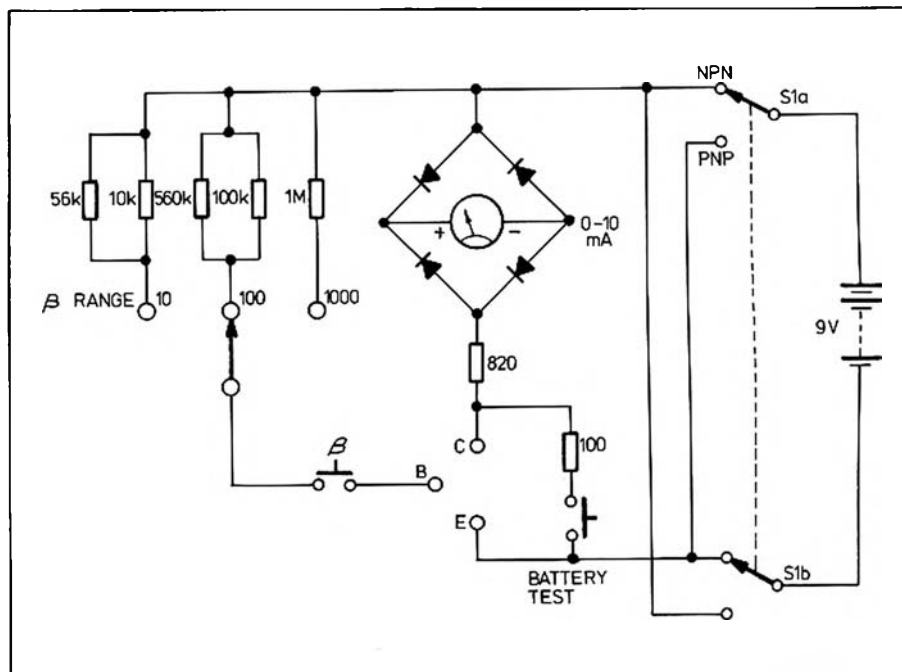 NPN
S1a
PNP
56k
10k
560k
100k
1M
+
-
0-10
mA
β RANGE
10
100
1000
9V
820
β
B
C
100
E
BATTERY
TEST
S1b